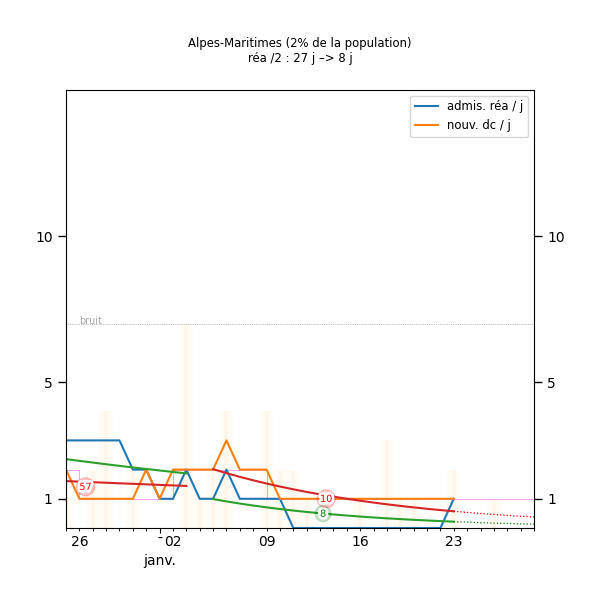 Alpes-Maritimes (2% de la population)
réa /2 : 27 j –> 8 j
admis. réa / j
nouv. dc / j
10
10
bruit
5
5
57
10
1
1
8
26
02
09
16
23
janv.